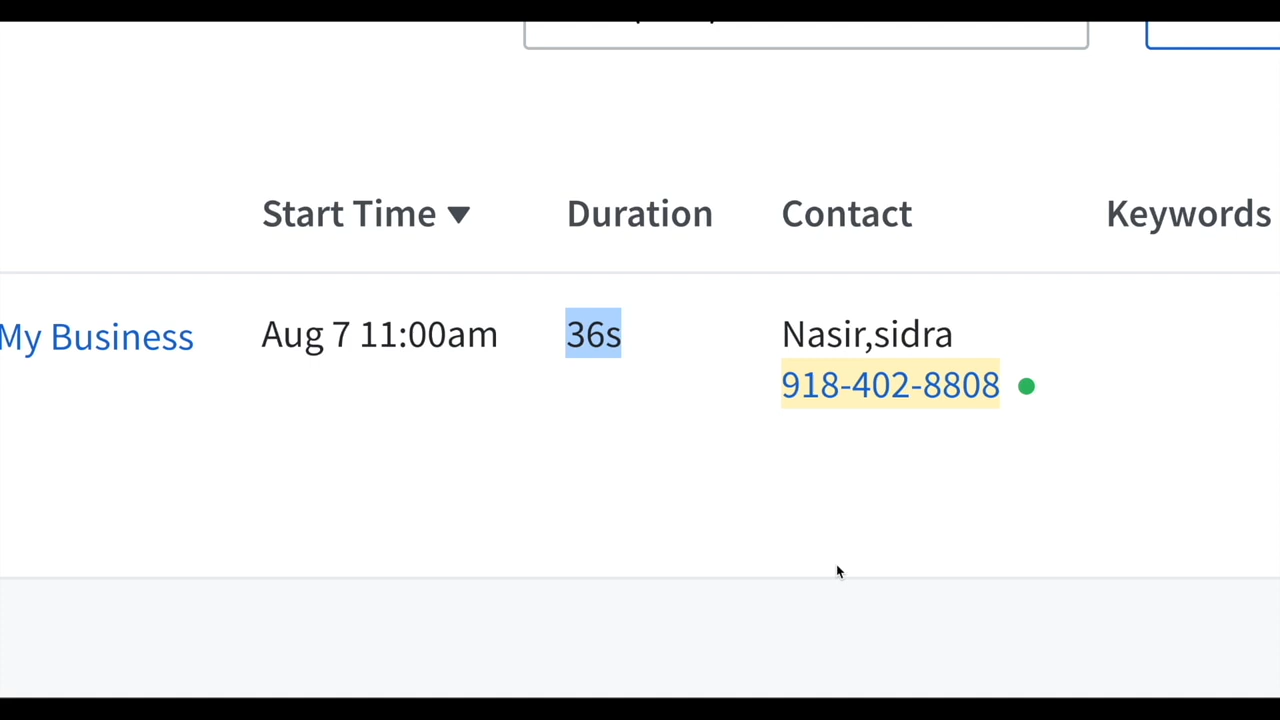 Start Time ▼ Duration Contact Keywords
My Business Aug 7 11:00am 36s Nasir,sidra
918-402-8808